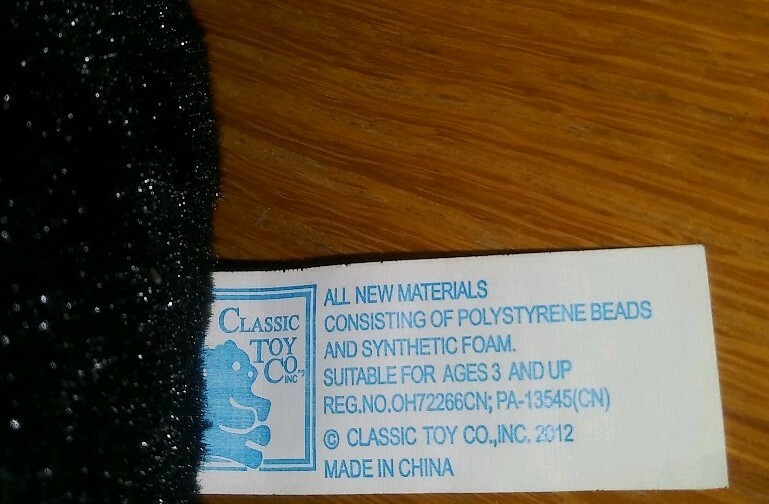 CLASSIC
TOY
CO.
INC
ALL NEW MATERIALS
CONSISTING OF POLYSTYRENE BEADS
AND SYNTHETIC FOAM.
SUITABLE FOR AGES 3 AND UP
REG.NO.OH72266CN; PA-13545(CN)
© CLASSIC TOY CO.,INC. 2012
MADE IN CHINA